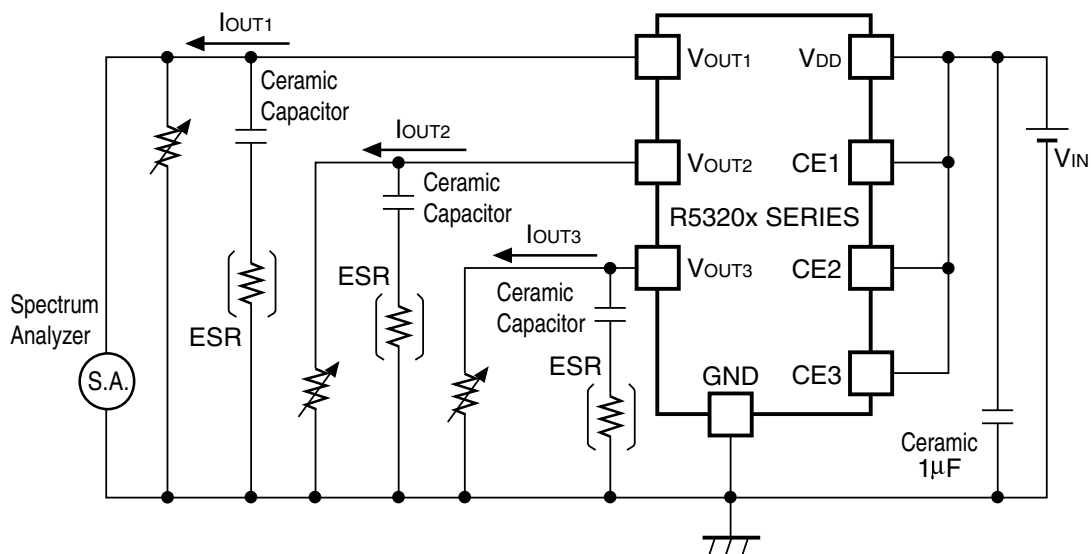 IOUT1
Ceramic
Capacitor
VOUT1
VDD
IOUT2
VIN
Ceramic
Capacitor
VOUT2
CE1
R5320x SERIES
IOUT3
VOUT3
CE2
ESR
Ceramic
Capacitor
Spectrum
Analyzer
ESR
S.A.
ESR
GND
CE3
Ceramic
1µF